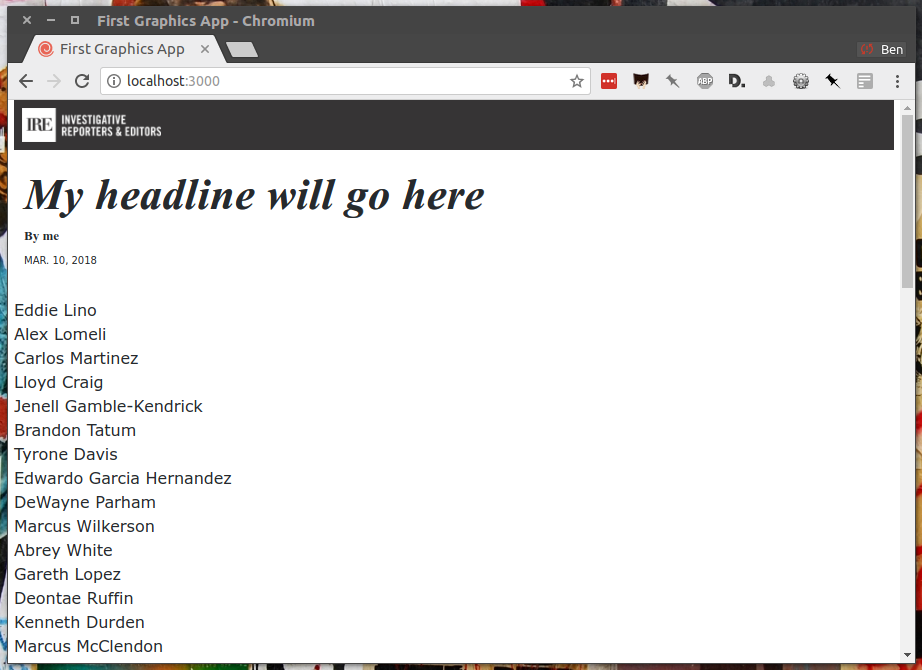 First Graphics App - Chromium
First Graphics App
Ben
localhost:3000
ABP
D.
IRE
INVESTIGATIVE
REPORTERS & EDITORS
My headline will go here
By me
MAR. 10, 2018
Eddie Lino
Alex Lomeli
Carlos Martinez
Lloyd Craig
Jenell Gamble-Kendrick
Brandon Tatum
Tyrone Davis
Edwardo Garcia Hernandez
DeWayne Parham
Marcus Wilkerson
Abrey White
Gareth Lopez
Deontae Ruffin
Kenneth Durden
Marcus McClendon